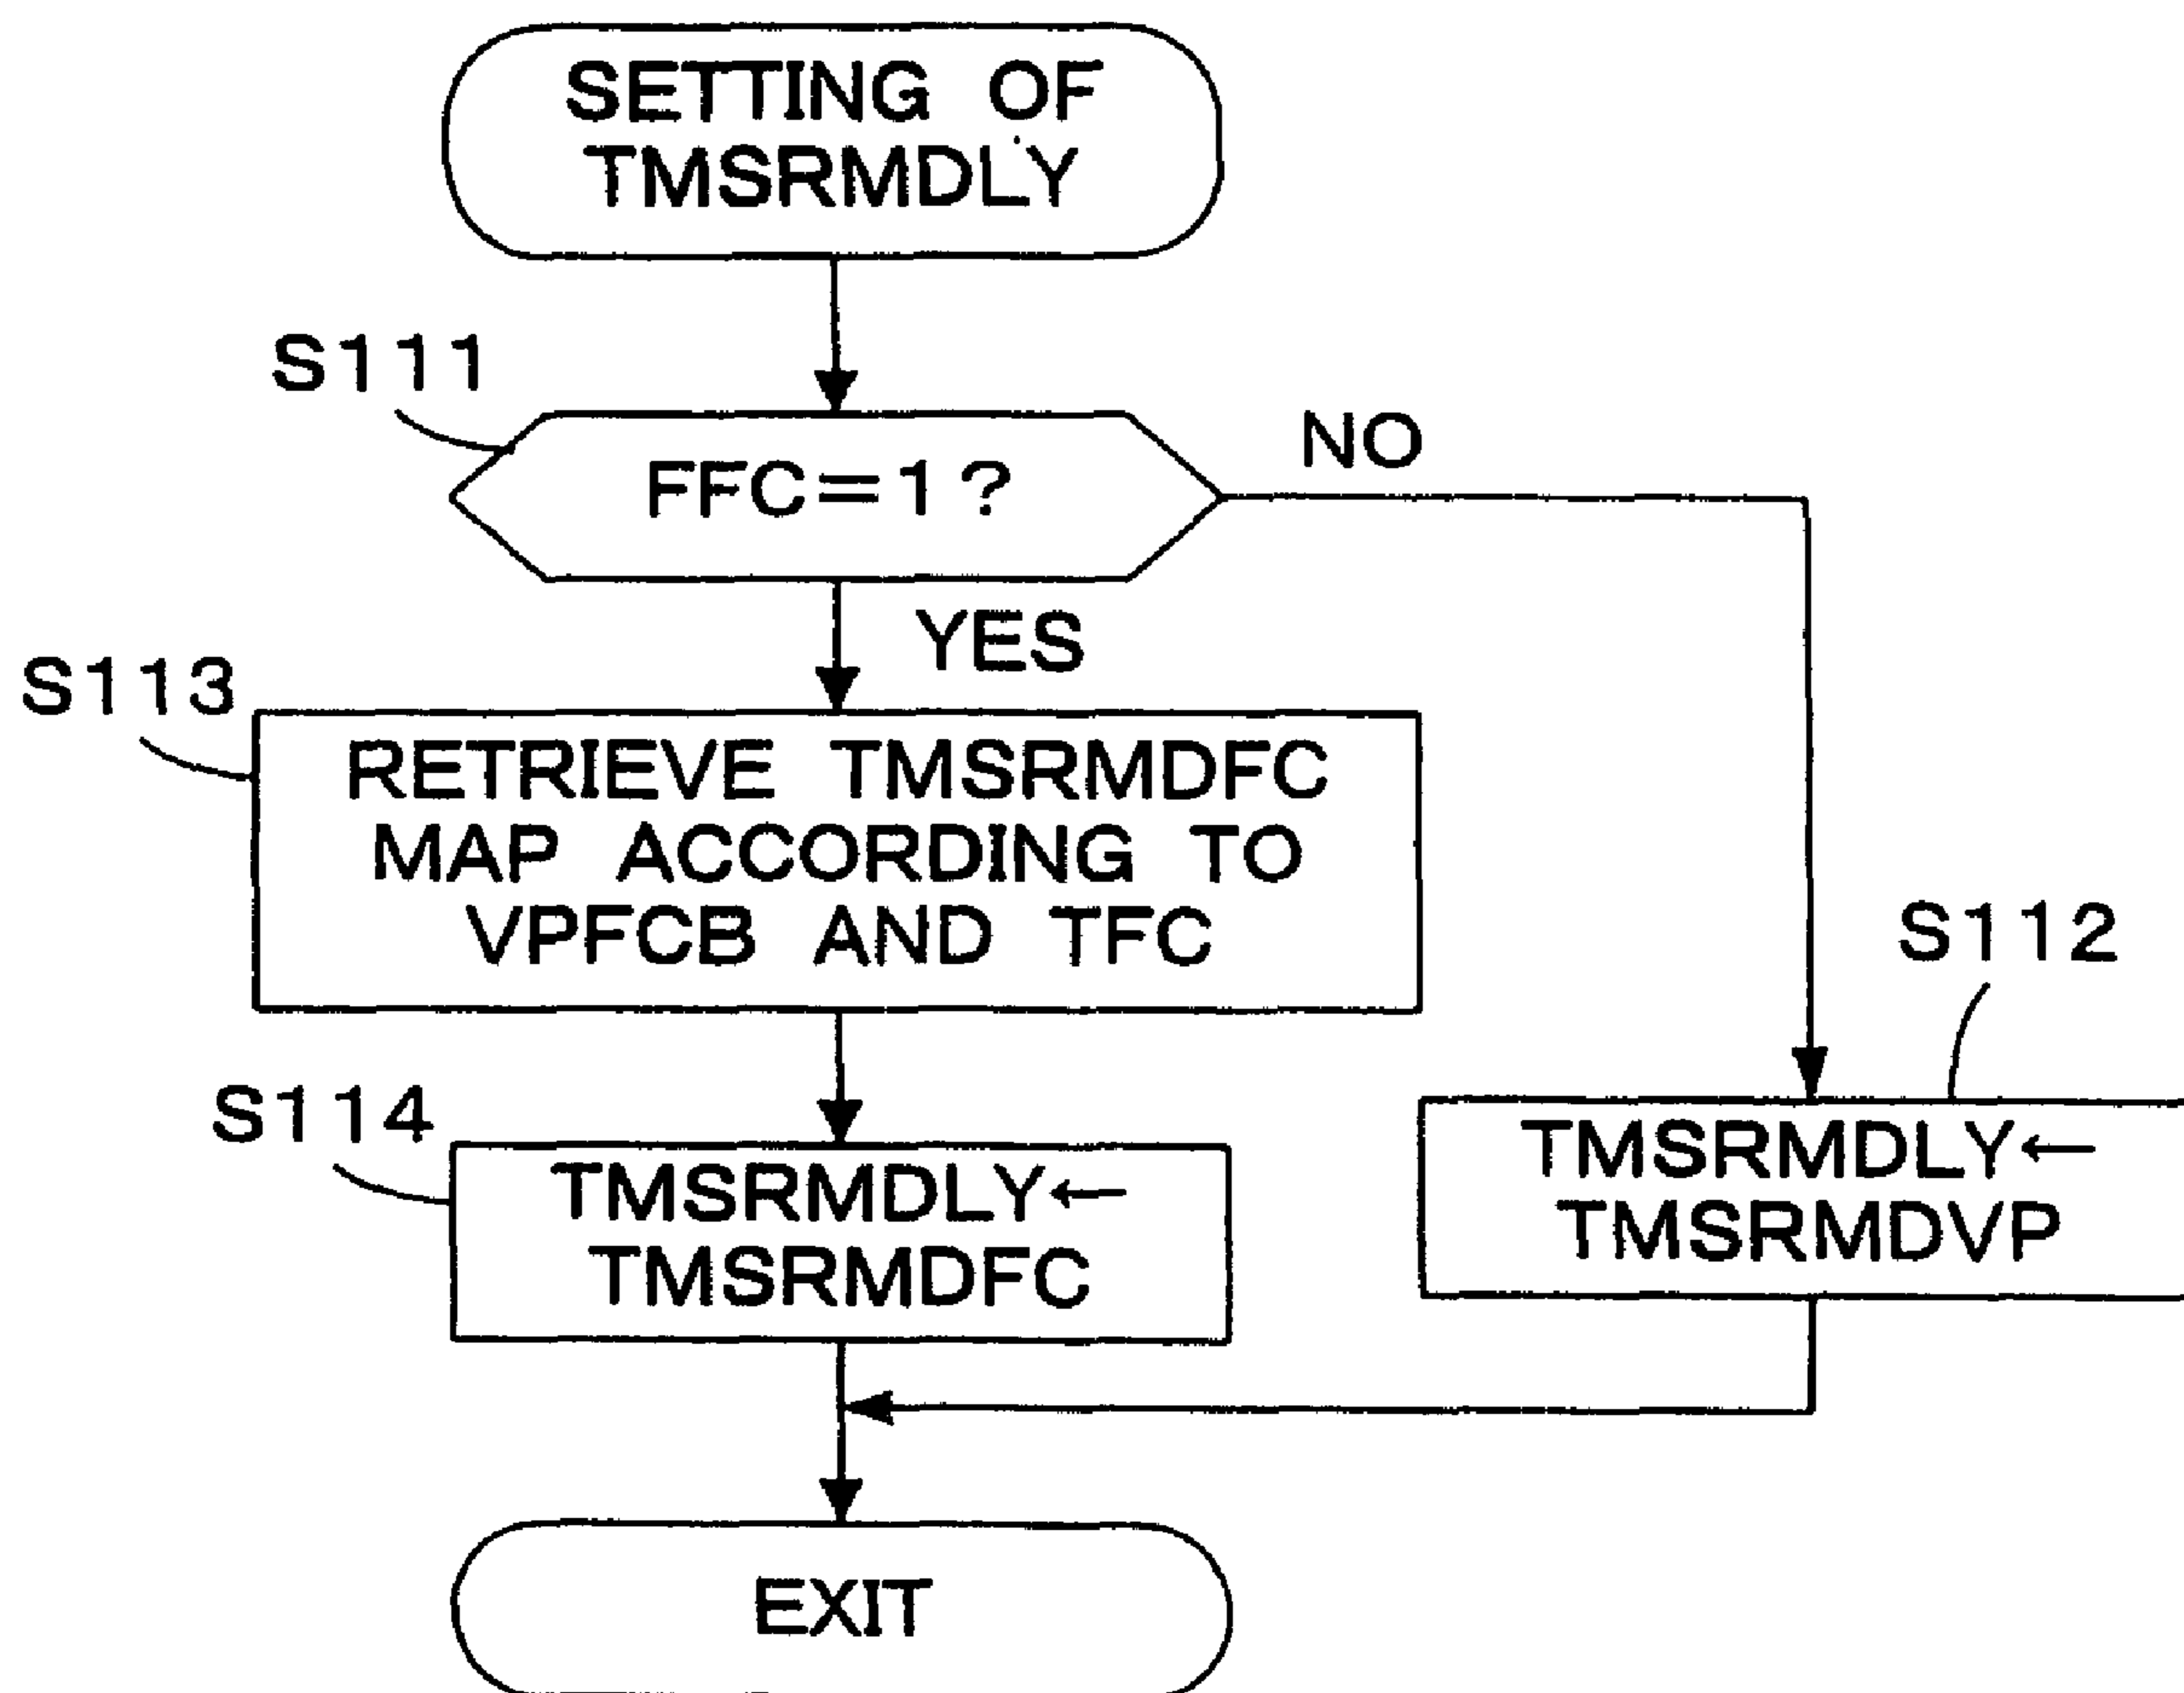 SETTING OF
TMSRMDLY
S111
FFC=1?
NO
YES
S113
RETRIEVE TMSRMDFC
MAP ACCORDING TO
VPFCB AND TFC
S112
TMSRMDLY←
TMSRMDVP
S114
TMSRMDLY←
TMSRMDFC
EXIT